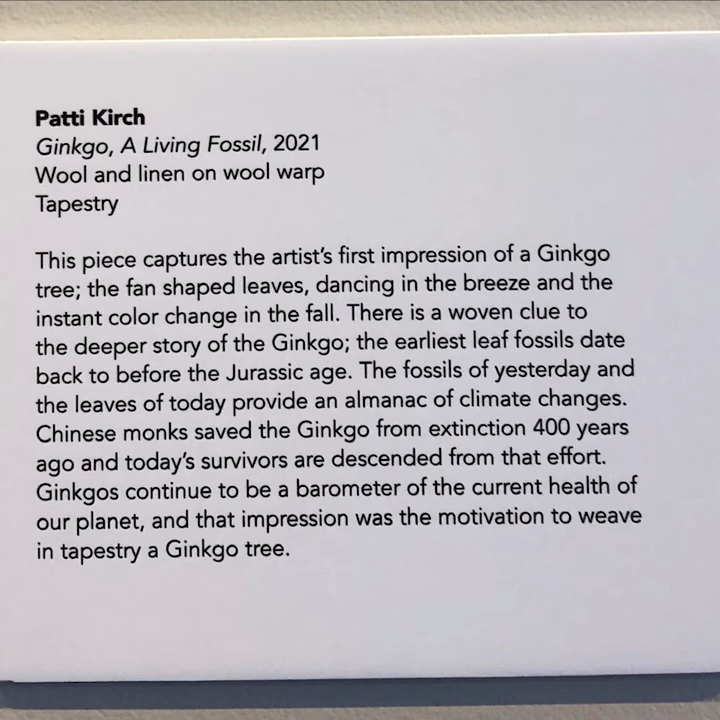 Patti Kirch
Ginkgo, A Living Fossil, 2021
Wool and linen on wool warp
Tapestry
This piece captures the artist's first impression of a Ginkgo
tree; the fan shaped leaves, dancing in the breeze and the
instant color change in the fall. There is a woven clue to
the deeper story of the Ginkgo; the earliest leaf fossils date
back to before the Jurassic age. The fossils of yesterday and
the leaves of today provide an almanac of climate changes.
Chinese monks saved the Ginkgo from extinction 400 years
ago and today's survivors are descended from that effort.
Ginkgos continue to be a barometer of the current health of
our planet, and that impression was the motivation to weave
in tapestry a Ginkgo tree.